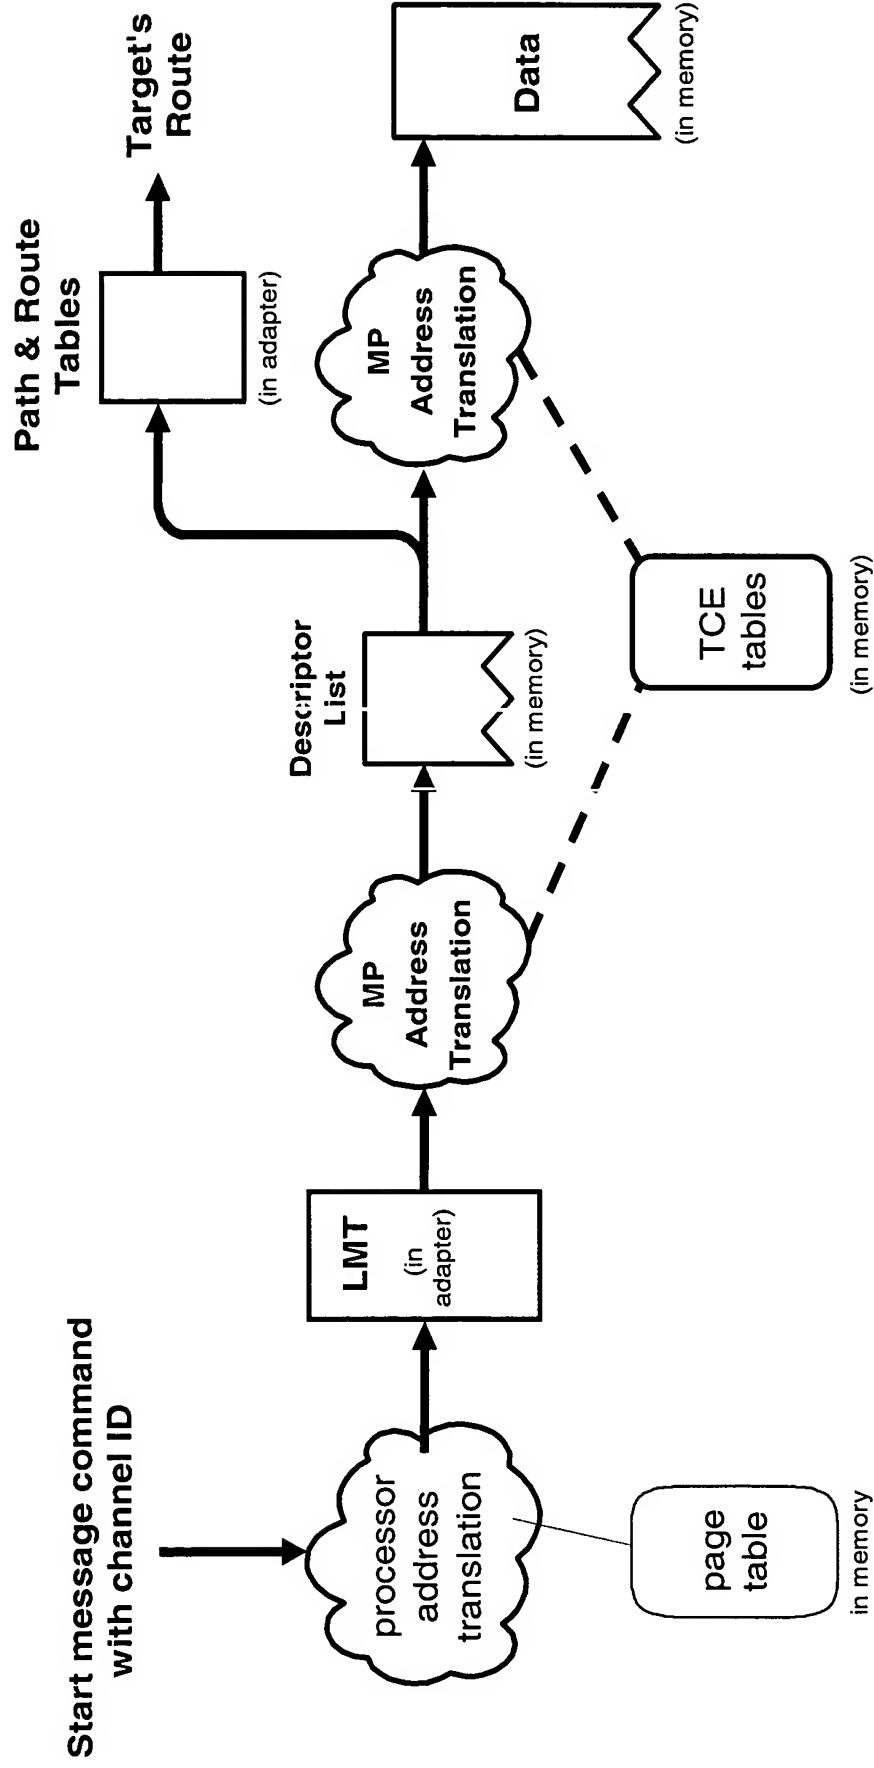 Start message command
with channel ID
processor
address
translation
page
table
in memory
LMT
(in
adapter)
MP
Address
Translation
Descriptor
List
(in memory)
TCE
tables
(in memory)
Path & Route
Tables
(in adapter)
Target's
Route
MP
Address
Translation
Data
(in memory)